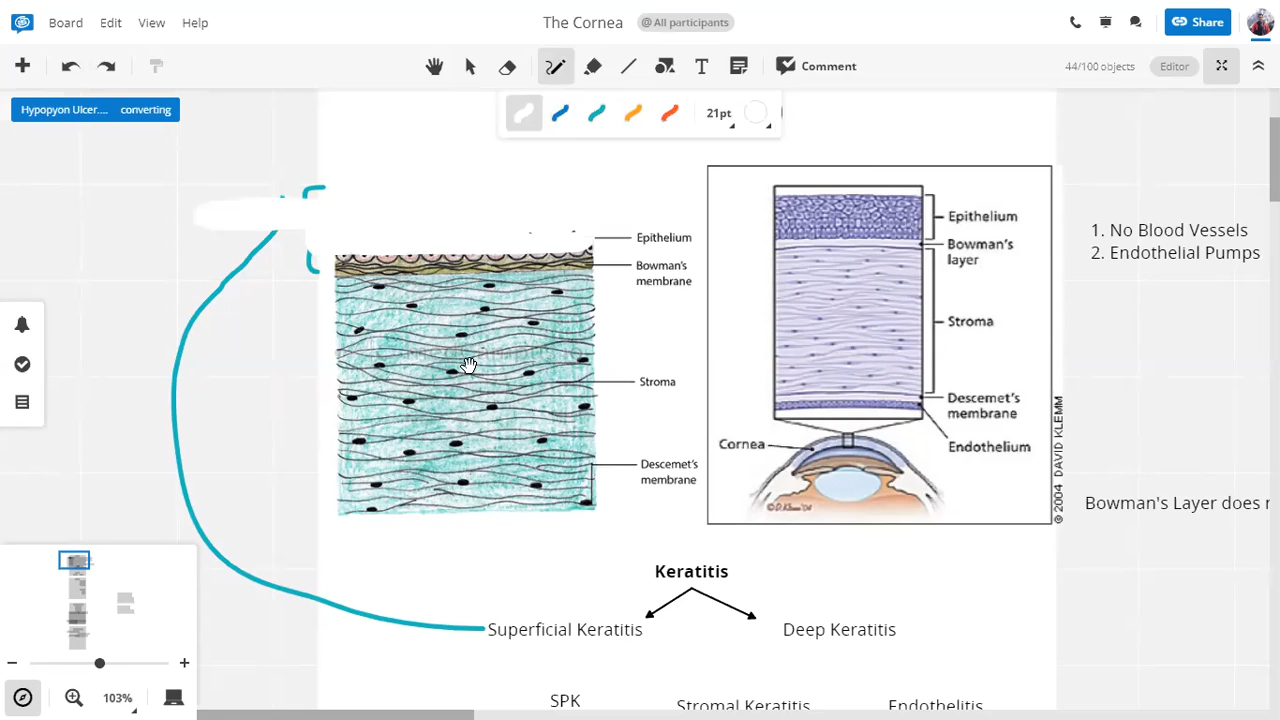 Board Edit View Help
The Cornea
@ All participants
Share
Comment
44/100 objects
Editor
Hypopyon Ulcer.... converting
21pt
Epithelium
Bowman's
membrane
Stroma
Descemet's
membrane
Epithelium
Bowman's
layer
Stroma
Descemet's
membrane
Endothelium
Cornea
© 2004 DAVID KLEMM
1. No Blood Vessels
2. Endothelial Pumps
Bowman's Layer does
Keratitis
Superficial Keratitis
Deep Keratitis
SPK
Stromal Keratitis
Endothelitis
103%